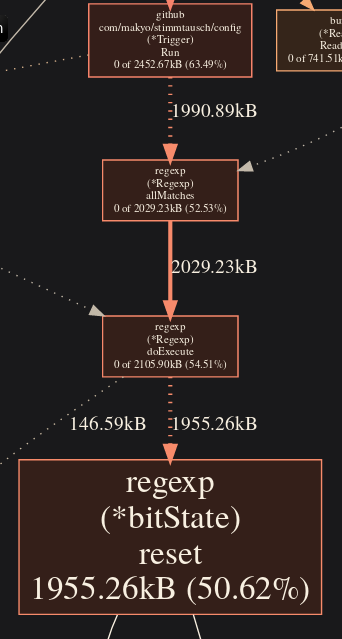 github
com/makyo/stimmtausch/config
(*Trigger)
Run
0 of 2452.67kB (63.49%)
1990.89kB
regexp
(*Regexp)
allMatches
0 of 2029.23kB (52.53%)
2029.23kB
regexp
(*Regexp)
doExecute
0 of 2105.90kB (54.51%)
146.59kB
1955.26kB
regexp
(*bitState)
reset
1955.26kB (50.62%)
bu
(*Rea
Read
0 of 741.51k